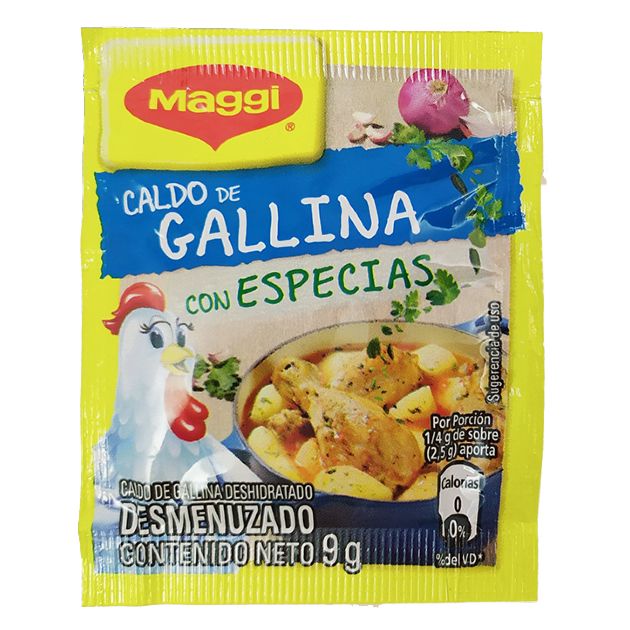 Maggi
®
CALDO DE
GALLINA
CON ESPECIAS
Sugerencia de uso
Por Porción
1/4 g de sobre
(2,5g) aporta
Calorías
0
0%
%del VD*
CALDO DE GALLINA DESHIDRATADO
DESMENUZADO
CONTENIDO NETO 9 g